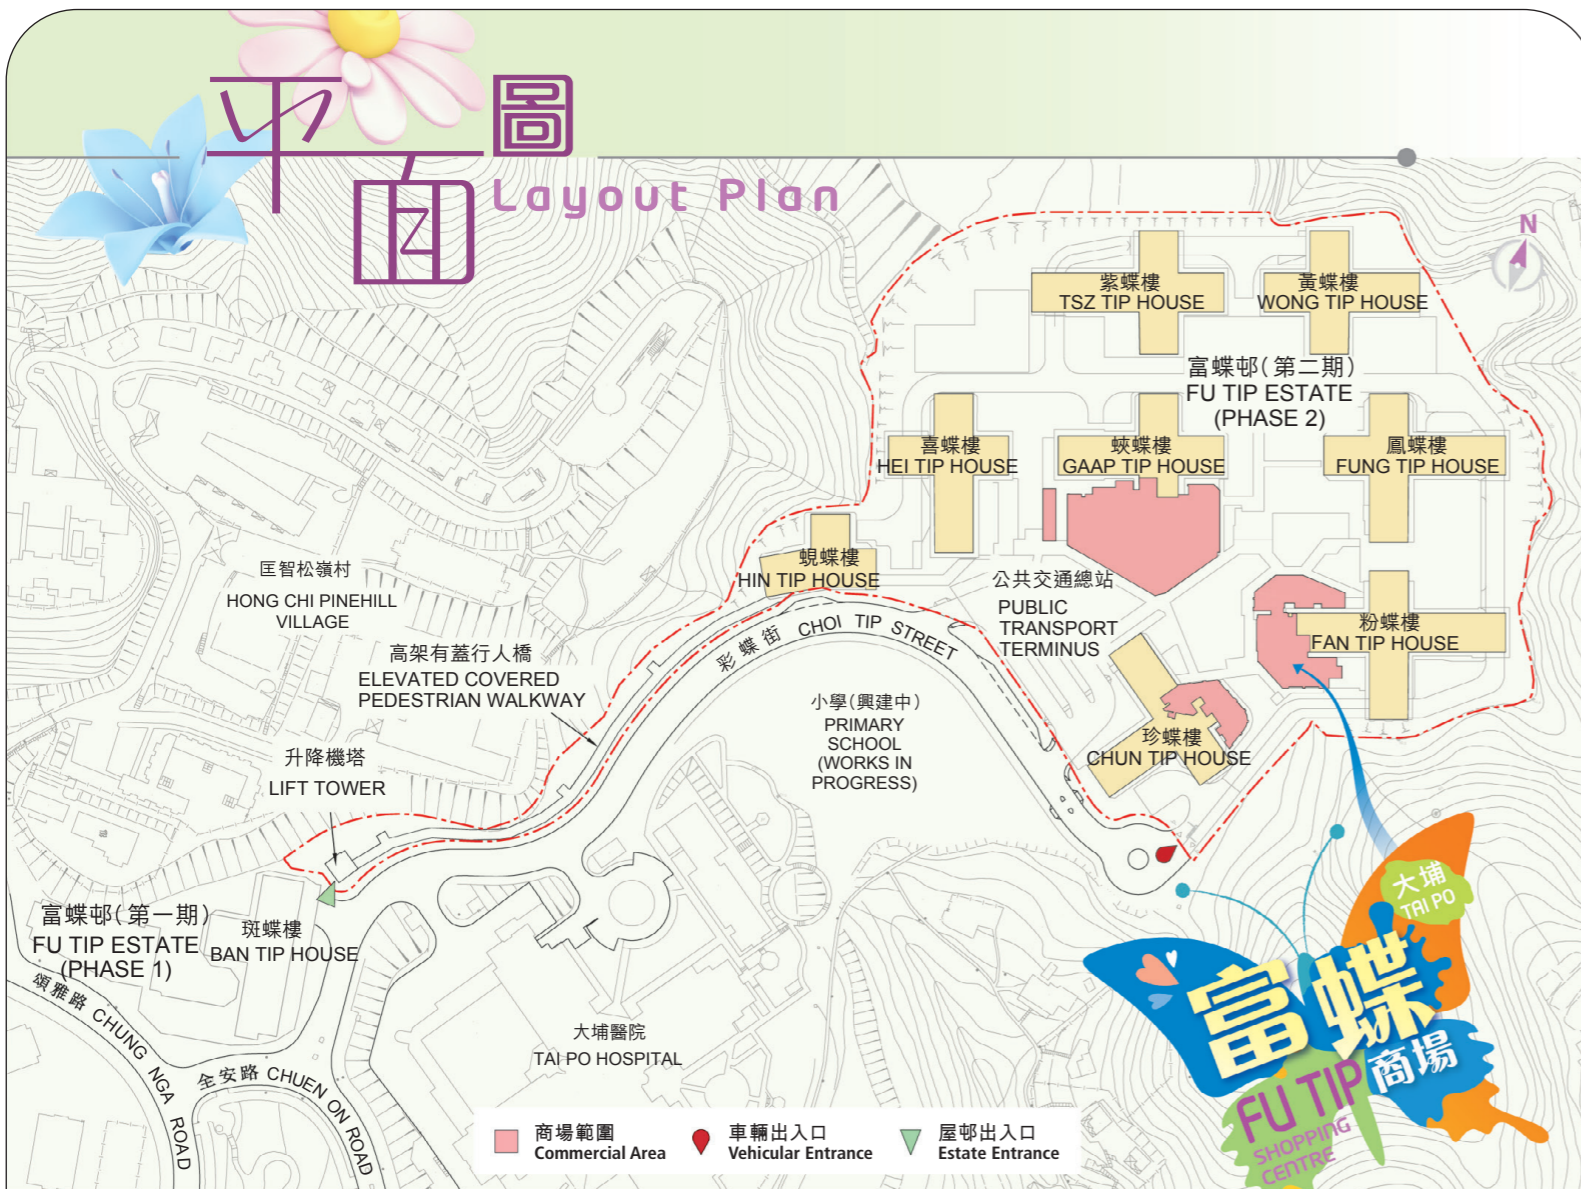 平面圖
Layout Plan
N
紫蝶樓
TSZ TIP HOUSE
黃蝶樓
WONG TIP HOUSE
富蝶邨(第二期)
FU TIP ESTATE
(PHASE 2)
喜蝶樓
HEI TIP HOUSE
蛺蝶樓
GAAP TIP HOUSE
鳳蝶樓
FUNG TIP HOUSE
蜆蝶樓
HIN TIP HOUSE
匡智松嶺村
HONG CHI PINEHILL
VILLAGE
公共交通總站
PUBLIC
TRANSPORT
TERMINUS
粉蝶樓
FAN TIP HOUSE
彩蝶街 CHOI TIP STREET
高架有蓋行人橋
ELEVATED COVERED
PEDESTRIAN WALKWAY
小學(興建中)
PRIMARY
SCHOOL
(WORKS IN
PROGRESS)
珍蝶樓
CHUN TIP HOUSE
升降機塔
LIFT TOWER
富蝶邨(第一期)
FU TIP ESTATE
(PHASE 1)
斑蝶樓
BAN TIP HOUSE
頌雅路 CHUNG NGA ROAD
全安路 CHUEN ON ROAD
大埔醫院
TAI PO HOSPITAL
大埔
TAI PO
富蝶
商場
FU TIP
SHOPPING
CENTRE
商場範圍
Commercial Area
車輛出入口
Vehicular Entrance
屋邨出入口
Estate Entrance